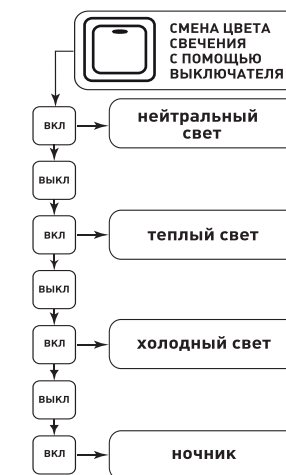 СМЕНА ЦВЕТА
СВЕЧЕНИЯ
С ПОМОЩЬЮ
ВЫКЛЮЧАТЕЛЯ
ВКЛ
нейтральный
свет
ВЫКЛ
ВКЛ
теплый свет
ВЫКЛ
ВКЛ
холодный свет
ВЫКЛ
ВКЛ
ночник